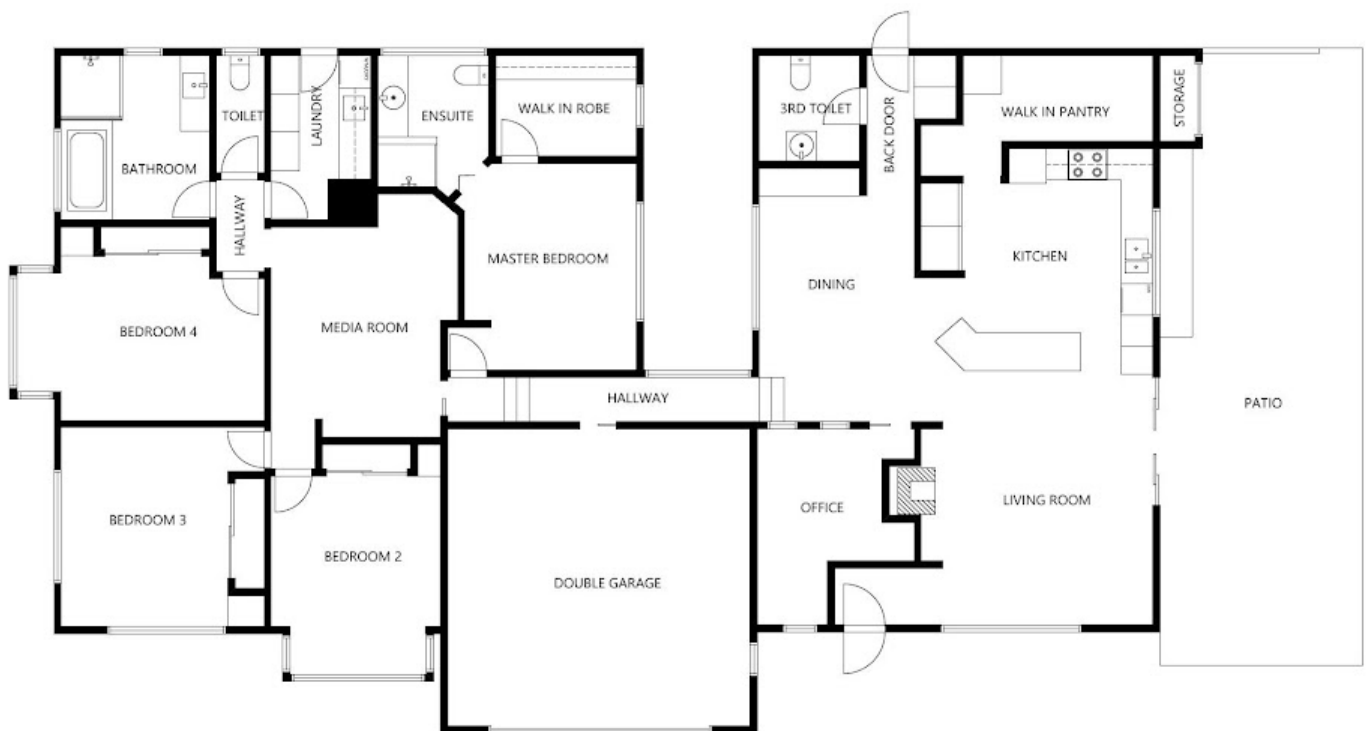 TOILET
LAUNDRY
ENSUITE
WALK IN ROBE
3RD TOILET
BACK DOOR
WALK IN PANTRY
STORAGE
BATHROOM
HALLWAY
MASTER BEDROOM
KITCHEN
DINING
BEDROOM 4
MEDIA ROOM
HALLWAY
PATIO
BEDROOM 3
OFFICE
LIVING ROOM
BEDROOM 2
DOUBLE GARAGE